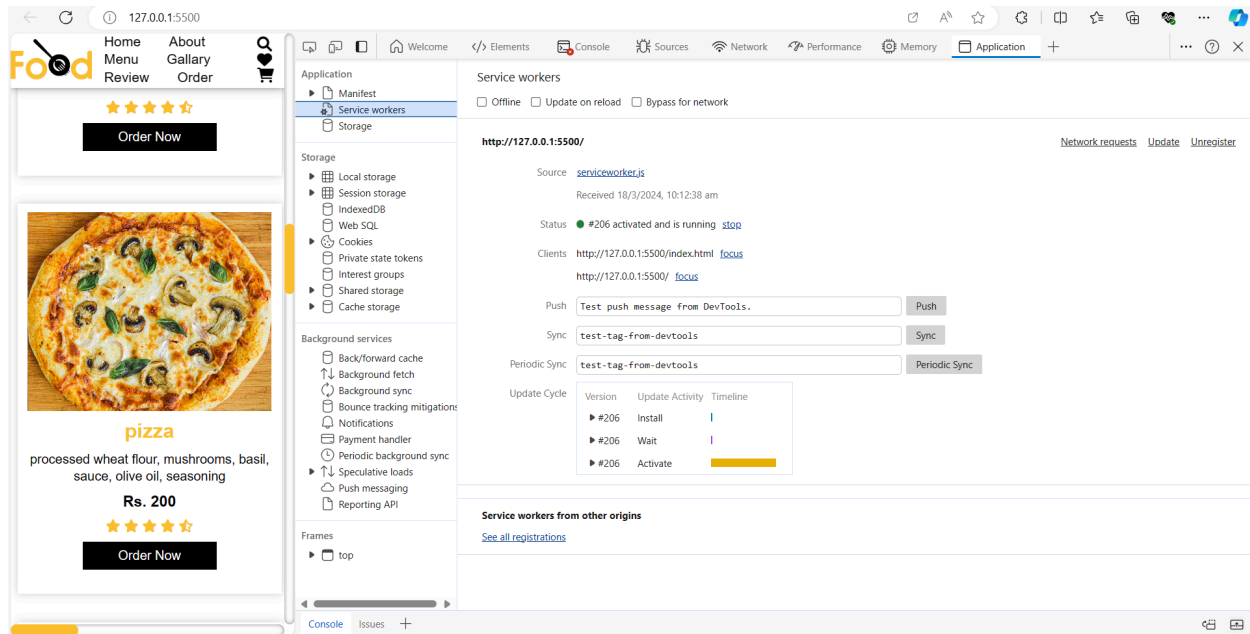 127.0.0.1:5500
Food
Home About
Menu Gallary
Review Order
Order Now
pizza
processed wheat flour, mushrooms, basil,
sauce, olive oil, seasoning
Rs. 200
Order Now
Welcome Elements Console Sources Network Performance Memory Application
Application
Manifest
Service workers
Storage
Storage
Local storage
Session storage
IndexedDB
Web SQL
Cookies
Private state tokens
Interest groups
Shared storage
Cache storage
Background services
Back/forward cache
Background fetch
Background sync
Bounce tracking mitigations
Notifications
Payment handler
Periodic background sync
Speculative loads
Push messaging
Reporting API
Frames
top
Service workers
Offline Update on reload Bypass for network
http://127.0.0.1:5500/ Network requests Update Unregister
Source serviceworker.js
Received 18/3/2024, 10:12:38 am
Status #206 activated and is running stop
Clients http://127.0.0.1:5500/index.html focus
http://127.0.0.1:5500/ focus
Push Test push message from DevTools. Push
Sync test-tag-from-devtools Sync
Periodic Sync test-tag-from-devtools Periodic Sync
Update Cycle Version Update Activity Timeline
#206 Install
#206 Wait
#206 Activate
Service workers from other origins
See all registrations
Console Issues